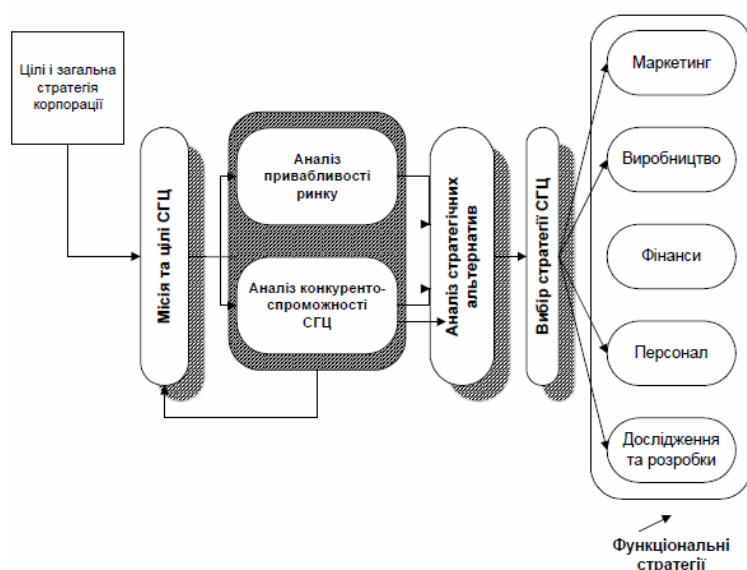 Цілі і загальна
стратегія
корпорації
Місія та цілі СГЦ
Аналіз
привабливості
ринку
Аналіз конкуренто-
спроможності
СГЦ
Аналіз стратегічних
альтернатив
Вибір стратегії СГЦ
Маркетинг
Виробництво
Фінанси
Персонал
Дослідження
та розробки
Функціональні
стратегії